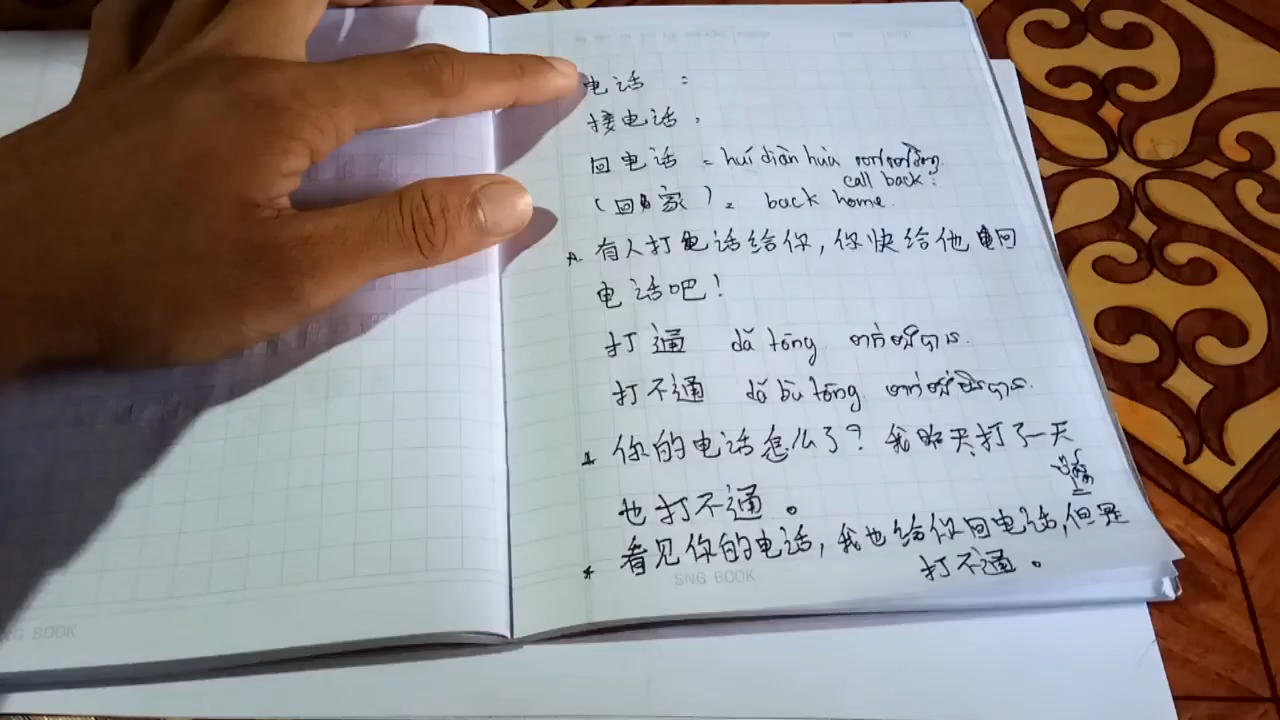 电话 :
接电话 ,
回电话 = huí diàn huà
call back :
(回家) = back home.
A. 有人打电话给你,你快给他回
电话吧!
打通 dǎ tōng
打不通 dǎ bù tōng
你的电话怎么了?我昨天打了一天
也打不通。
* 看见你的电话,我也给你回电话,但是
打不通。
SNG BOOK
NG BOOK